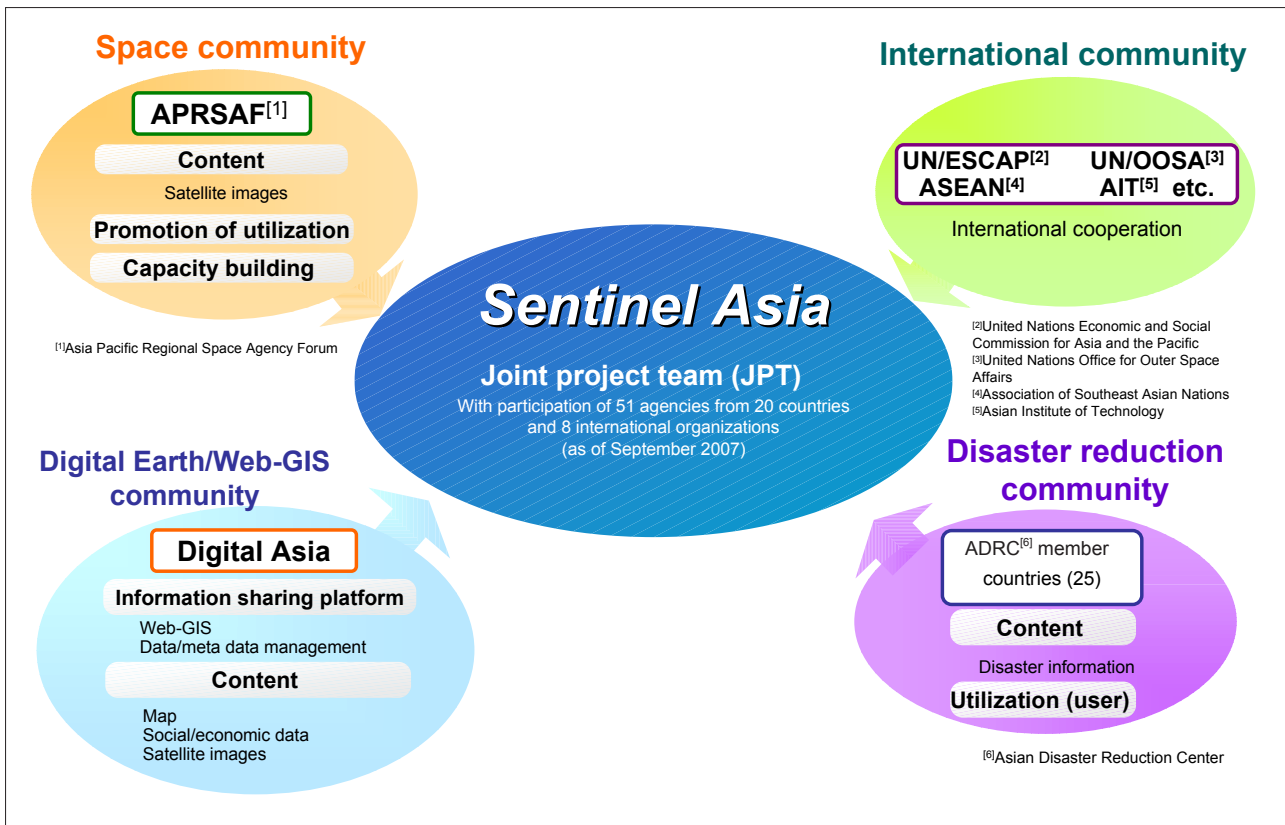 Space community
APRSAF[1]
Content
Satellite images
Promotion of utilization
Capacity building
[1]Asia Pacific Regional Space Agency Forum
International community
UN/ESCAP[2] UN/OOSA[3]
ASEAN[4] AIT[5] etc.
International cooperation
[2]United Nations Economic and Social
Commission for Asia and the Pacific
[3]United Nations Office for Outer Space
Affairs
[4]Association of Southeast Asian Nations
[5]Asian Institute of Technology
Sentinel Asia
Joint project team (JPT)
With participation of 51 agencies from 20 countries
and 8 international organizations
(as of September 2007)
Digital Earth/Web-GIS
community
Digital Asia
Information sharing platform
Web-GIS
Data/meta data management
Content
Map
Social/economic data
Satellite images
Disaster reduction
community
ADRC[6] member
countries (25)
Content
Disaster information
Utilization (user)
[6]Asian Disaster Reduction Center